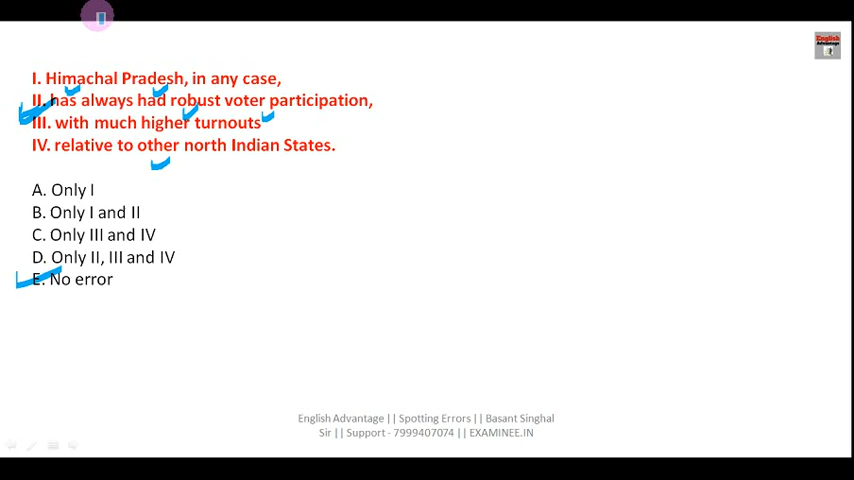 English
Advantage
I. Himachal Pradesh, in any case,
II. has always had robust voter participation,
III. with much higher turnouts
IV. relative to other north Indian States.
A. Only I
B. Only I and II
C. Only III and IV
D. Only II, III and IV
E. No error
English Advantage || Spotting Errors || Basant Singhal
Sir || Support - 7999407074 || EXAMINEE.IN